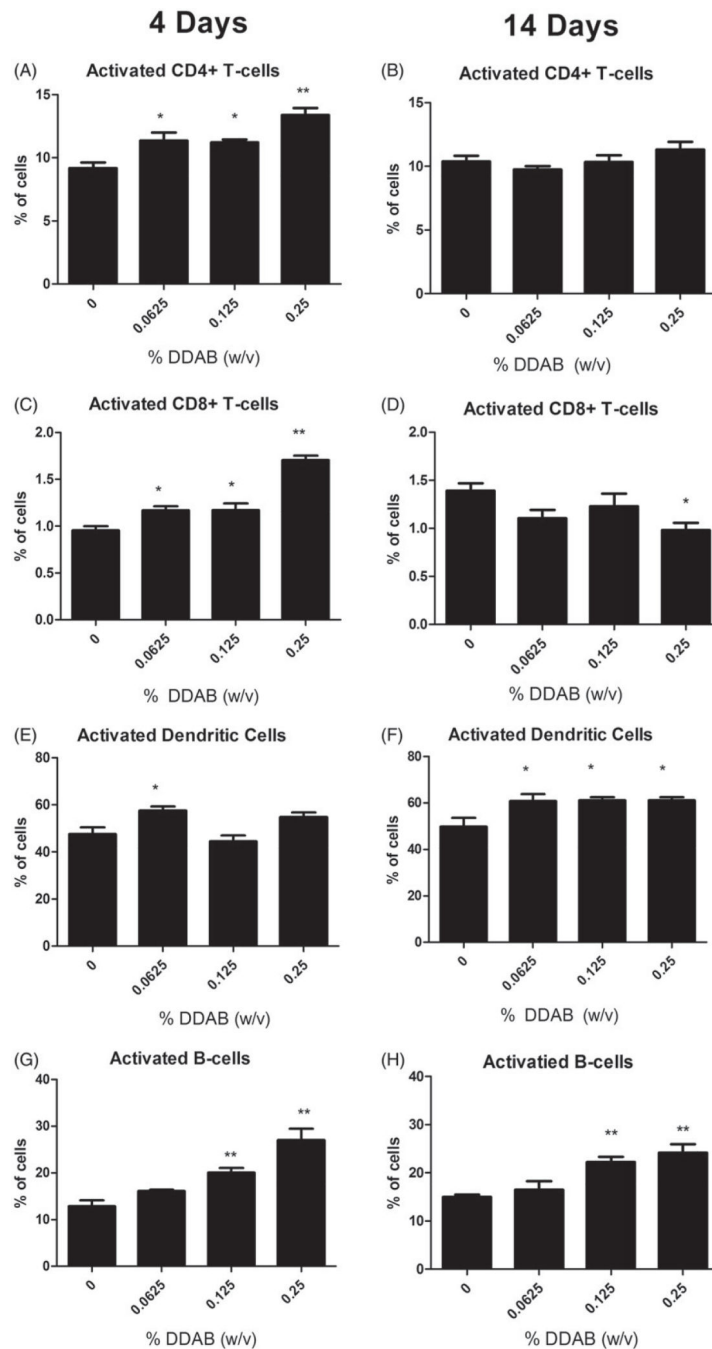 4 Days
14 Days
(A)
Activated CD4+ T-cells
% of cells
15
10
5
0
*
*
**
0
0.0625
0.125
0.25
% DDAB (w/v)
(B)
Activated CD4+ T-cells
% of cells
15
10
5
0
0
0.0625
0.125
0.25
% DDAB (w/v)
(C)
Activated CD8+ T-cells
% of cells
2.0
1.5
1.0
0.5
0.0
*
*
**
0
0.0625
0.125
0.25
% DDAB (w/v)
(D)
Activated CD8+ T-cells
% of cells
2.0
1.5
1.0
0.5
0.0
*
0
0.0625
0.125
0.25
% DDAB (w/v)
(E)
Activated Dendritic Cells
% of cells
80
60
40
20
0
*
0
0.0625
0.125
0.25
% DDAB (w/v)
(F)
Activated Dendritic Cells
% of cells
80
60
40
20
0
*
*
*
0
0.0625
0.125
0.25
% DDAB (w/v)
(G)
Activated B-cells
% of cells
40
30
20
10
0
**
**
0
0.0625
0.125
0.25
% DDAB (w/v)
(H)
Activatied B-cells
% of cells
40
30
20
10
0
**
**
0
0.0625
0.125
0.25
% DDAB (w/v)